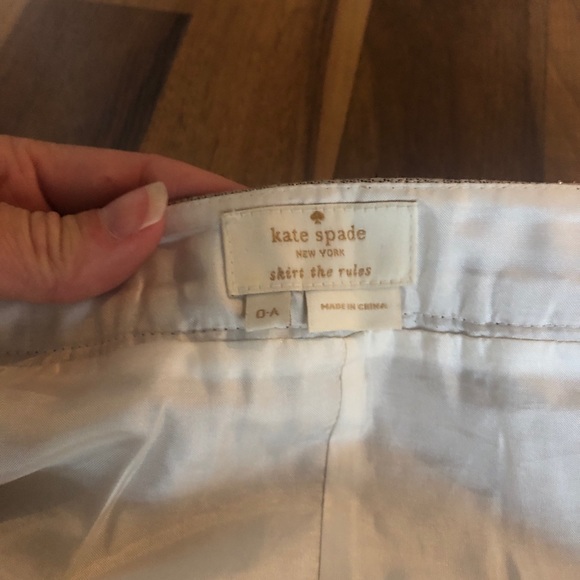 kate spade
NEW YORK
skirt the rules
0-A
MADE IN CHINA